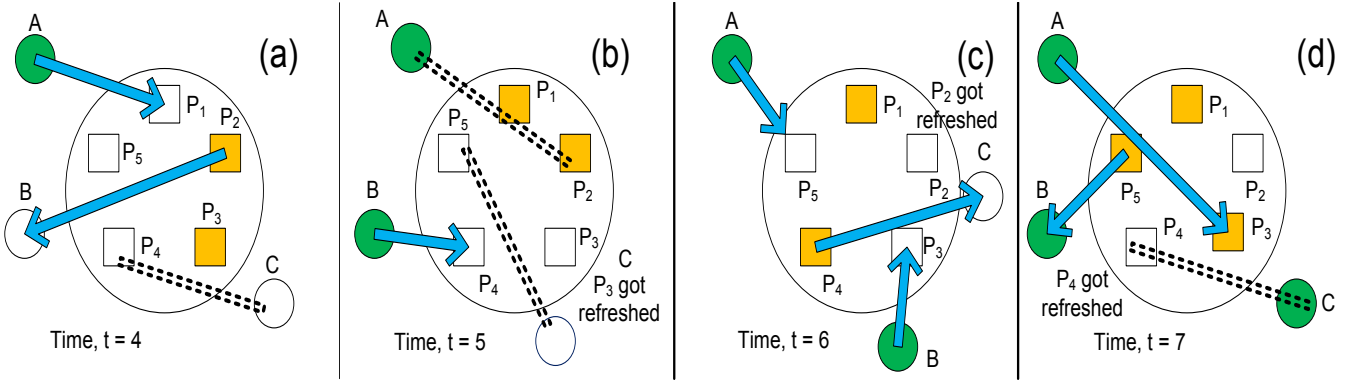 A
(a)
P1
P2
P5
B
P3
P4
C
Time, t = 4
A
(b)
P1
P5
P2
B
P3
C
P4
P3 got
refreshed
Time, t = 5
A
(c)
P1
P2 got
refreshed
C
P5
P2
P3
P4
Time, t = 6
B
A
(d)
P1
B
P5
P2
P4
P3
P4 got
refreshed
C
Time, t = 7